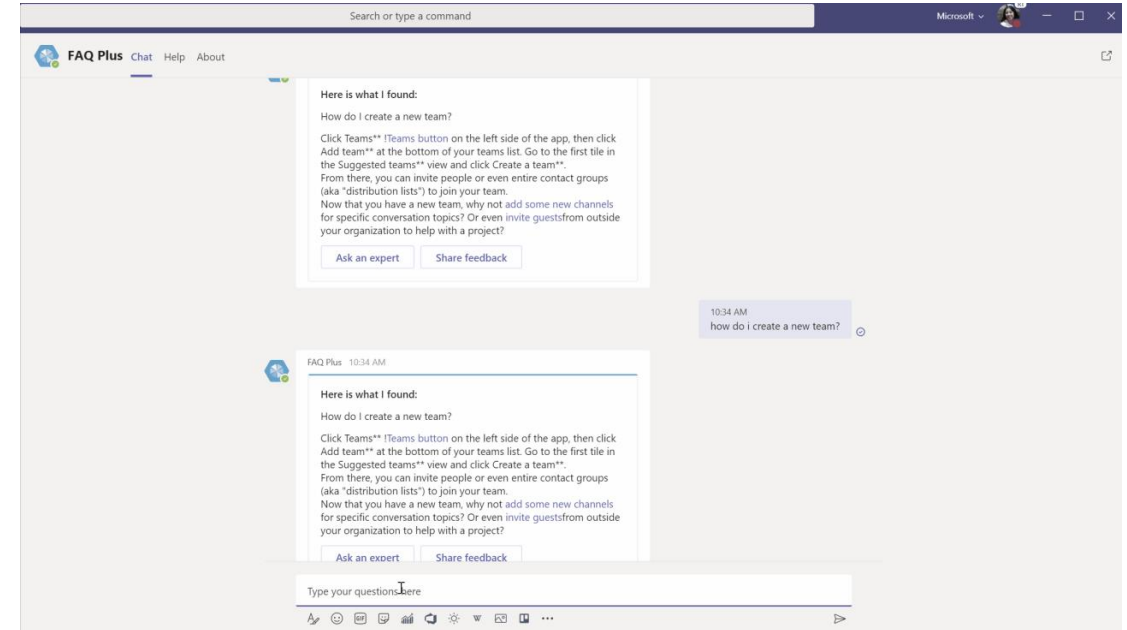 Search or type a command
Microsoft
FAQ Plus Chat Help About
Here is what I found:
How do I create a new team?
Click Teams** !Teams button on the left side of the app, then click
Add team** at the bottom of your teams list. Go to the first tile in
the Suggested teams** view and click Create a team**.
From there, you can invite people or even entire contact groups
(aka "distribution lists") to join your team.
Now that you have a new team, why not add some new channels
for specific conversation topics? Or even invite guestsfrom outside
your organization to help with a project?
Ask an expert Share feedback
10:34 AM
how do i create a new team?
FAQ Plus 10:34 AM
Here is what I found:
How do I create a new team?
Click Teams** !Teams button on the left side of the app, then click
Add team** at the bottom of your teams list. Go to the first tile in
the Suggested teams** view and click Create a team**.
From there, you can invite people or even entire contact groups
(aka "distribution lists") to join your team.
Now that you have a new team, why not add some new channels
for specific conversation topics? Or even invite guestsfrom outside
your organization to help with a project?
Ask an expert Share feedback
Type your questions here
GIF W